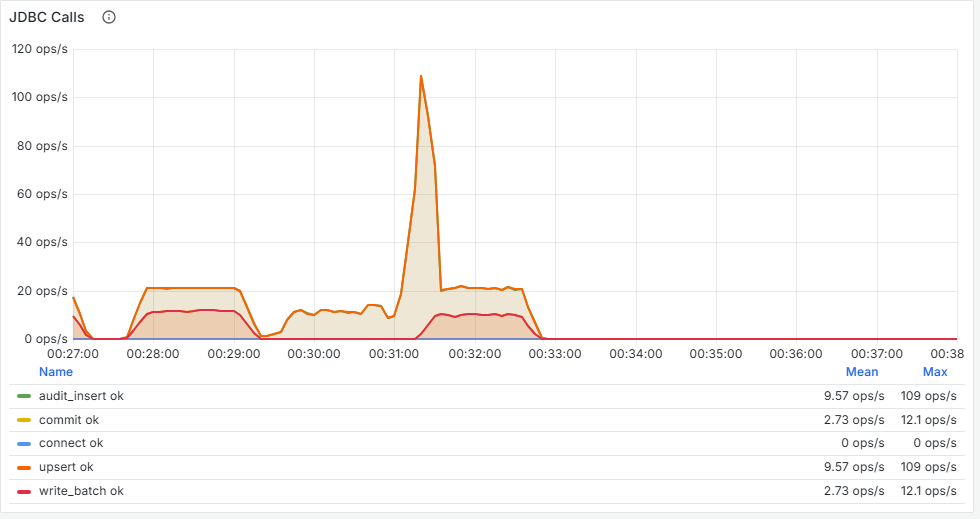 JDBC Calls
120 ops/s
100 ops/s
80 ops/s
60 ops/s
40 ops/s
20 ops/s
0 ops/s
00:27:00 00:28:00 00:29:00 00:30:00 00:31:00 00:32:00 00:33:00 00:34:00 00:35:00 00:36:00 00:37:00 00:38
Name Mean Max
audit_insert ok 9.57 ops/s 109 ops/s
commit ok 2.73 ops/s 12.1 ops/s
connect ok 0 ops/s 0 ops/s
upsert ok 9.57 ops/s 109 ops/s
write_batch ok 2.73 ops/s 12.1 ops/s